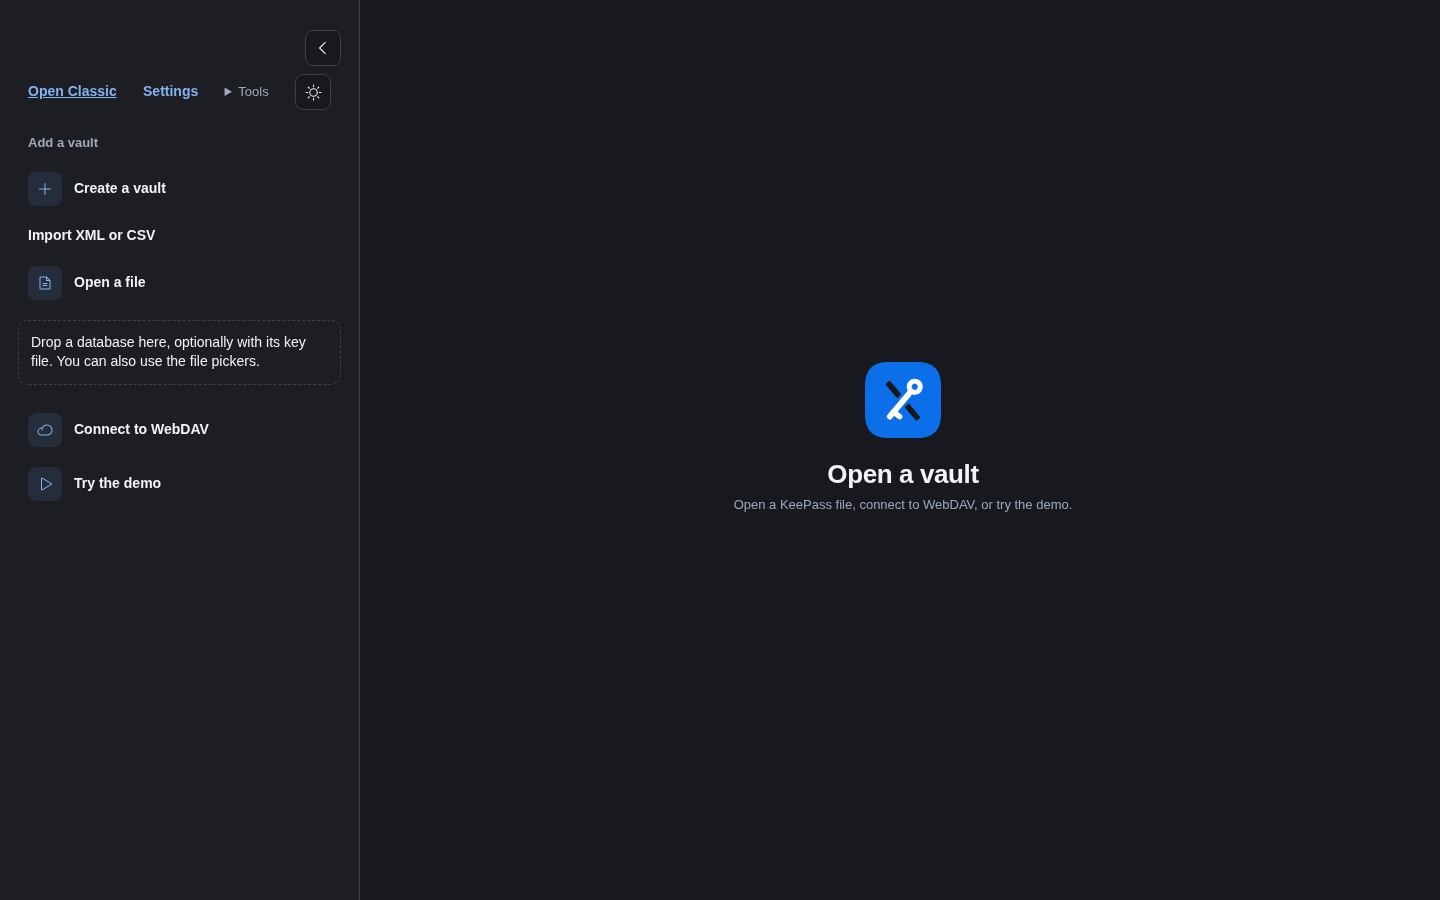 Open Classic
Settings
Tools
Add a vault
Create a vault
Import XML or CSV
Open a file
Drop a database here, optionally with its key
file. You can also use the file pickers.
Connect to WebDAV
Try the demo
Open a vault
Open a KeePass file, connect to WebDAV, or try the demo.